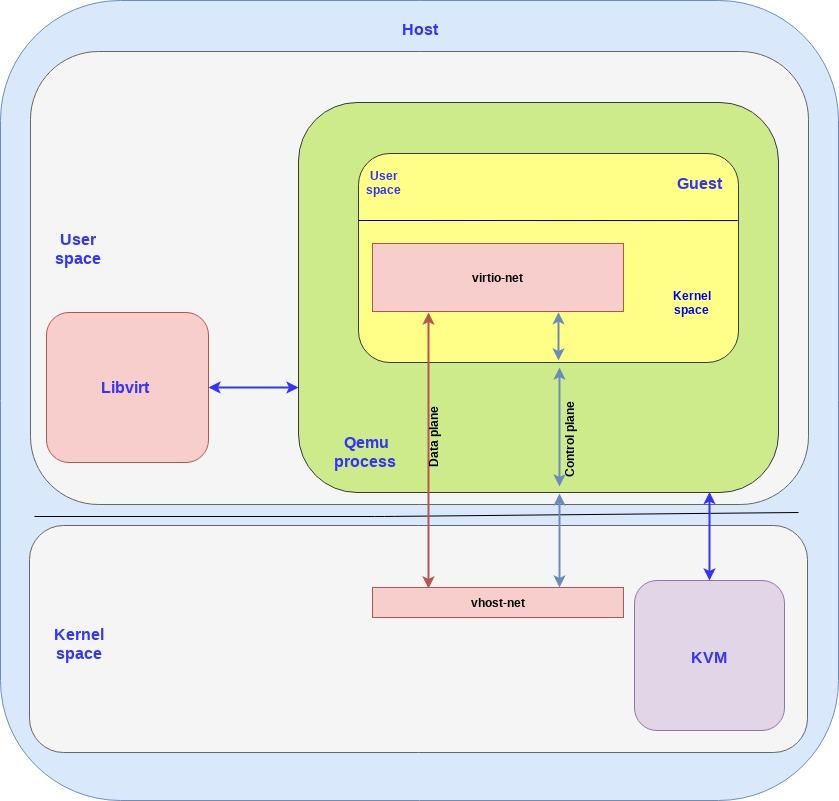 Host
User
space
Guest
User
space
virtio-net
Kernel
space
Libvirt
Data plane
Control plane
Qemu
process
vhost-net
Kernel
space
KVM